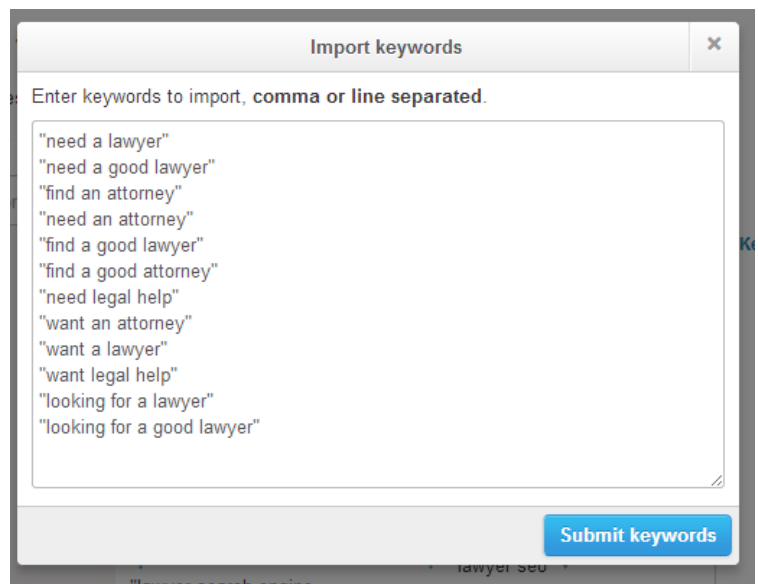 Import keywords
×
Enter keywords to import, comma or line separated.
"need a lawyer"
"need a good lawyer"
"find an attorney"
"need an attorney"
"find a good lawyer"
"find a good attorney"
"need legal help"
"want an attorney"
"want a lawyer"
"want legal help"
"looking for a lawyer"
"looking for a good lawyer"
Submit keywords
lawyer seo